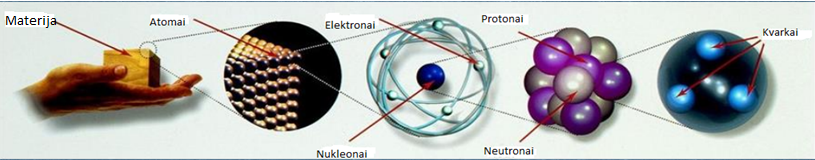 Materija
Atomai
Elektronai
Protonai
Kvarkai
Nukleonai
Neutronai